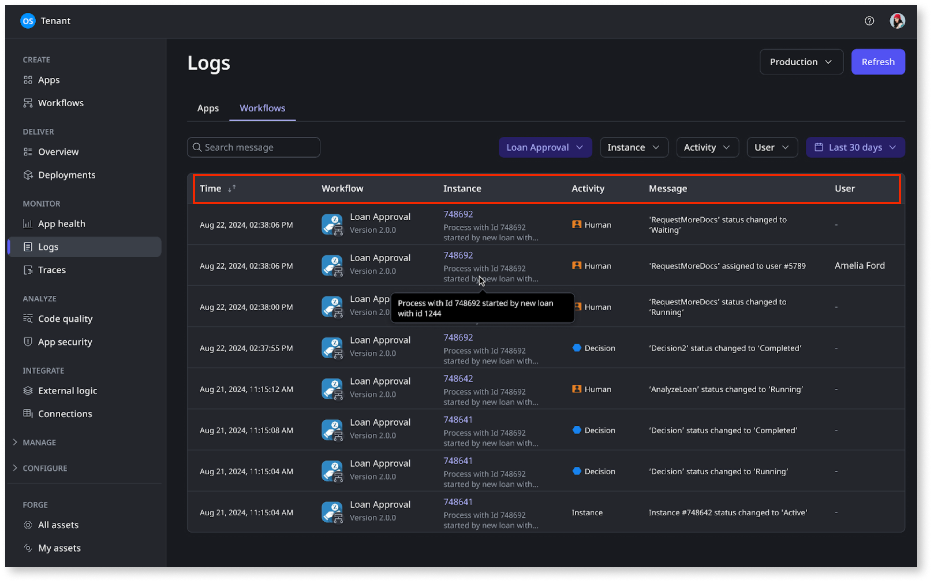 OS Tenant
CREATE
Apps
Workflows
DELIVER
Overview
Deployments
MONITOR
App health
Logs
Traces
ANALYZE
Code quality
App security
INTEGRATE
External logic
Connections
MANAGE
CONFIGURE
FORGE
All assets
My assets
Logs
Production
Refresh
Apps Workflows
Search message
Loan Approval Instance Activity User Last 30 days
Time Workflow Instance Activity Message User
Aug 22, 2024, 02:38:06 PM
Loan Approval
Version 2.0.0
748692
Process with Id 748692
started by new loan with...
Human
'RequestMoreDocs' status changed to
'Waiting'
-
Aug 22, 2024, 02:38:06 PM
Loan Approval
Version 2.0.0
748692
Process with Id 748692
started by new loan with...
Human
'RequestMoreDocs' assigned to user #5789
Amelia Ford
Aug 22, 2024, 02:38:00 PM
Loan App
Version 2.0.
Process with Id 748692 started by new loan
with id 1244
Human
'RequestMoreDocs' status changed to
'Running'
-
Aug 22, 2024, 02:37:55 PM
Loan Approval
Version 2.0.0
748692
Process with Id 748692
started by new loan with...
Decision
'Decision2' status changed to 'Completed'
-
Aug 21, 2024, 11:15:12 AM
Loan Approval
Version 2.0.0
748642
Process with Id 748692
started by new loan with...
Human
'AnalyzeLoan' status changed to 'Running'
-
Aug 21, 2024, 11:15:08 AM
Loan Approval
Version 2.0.0
748641
Process with Id 748692
started by new loan with...
Decision
'Decision' status changed to 'Completed'
-
Aug 21, 2024, 11:15:04 AM
Loan Approval
Version 2.0.0
748641
Process with Id 748692
started by new loan with...
Decision
'Decision' status changed to 'Running'
-
Aug 21, 2024, 11:15:04 AM
Loan Approval
Version 2.0.0
748641
Process with Id 748692
started by new loan with...
Instance
Instance #748642 status changed to 'Active'
-